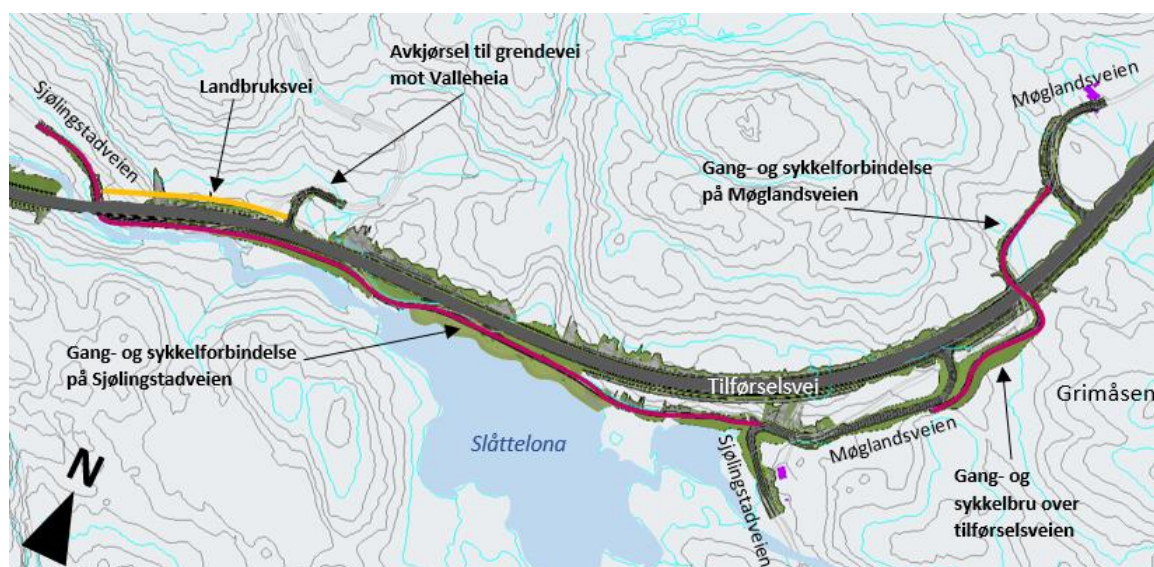 Avkjørsel til grendevei
mot Valleheia
Landbruksvei
Sjølingstadveien
Møglandsveien
Gang- og sykkelforbindelse
på Møglandsveien
Gang- og sykkelforbindelse
på Sjølingstadveien
Tilførselsvei
Grimåsen
Slåttelona
Møglandsveien
Sjølingstadveien
Gang- og
sykkelbru over
tilførselsveien
N